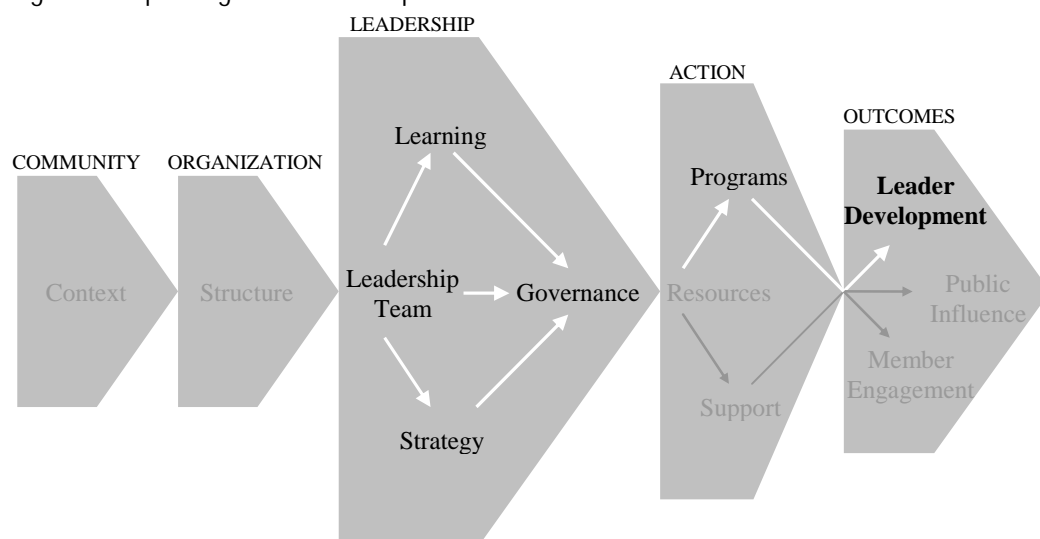 LEADERSHIP
ACTION
OUTCOMES
COMMUNITY
ORGANIZATION
Learning
Programs
Leader
Development
Context
Structure
Leadership
Team
Governance
Resources
Public
Influence
Member
Engagement
Support
Strategy